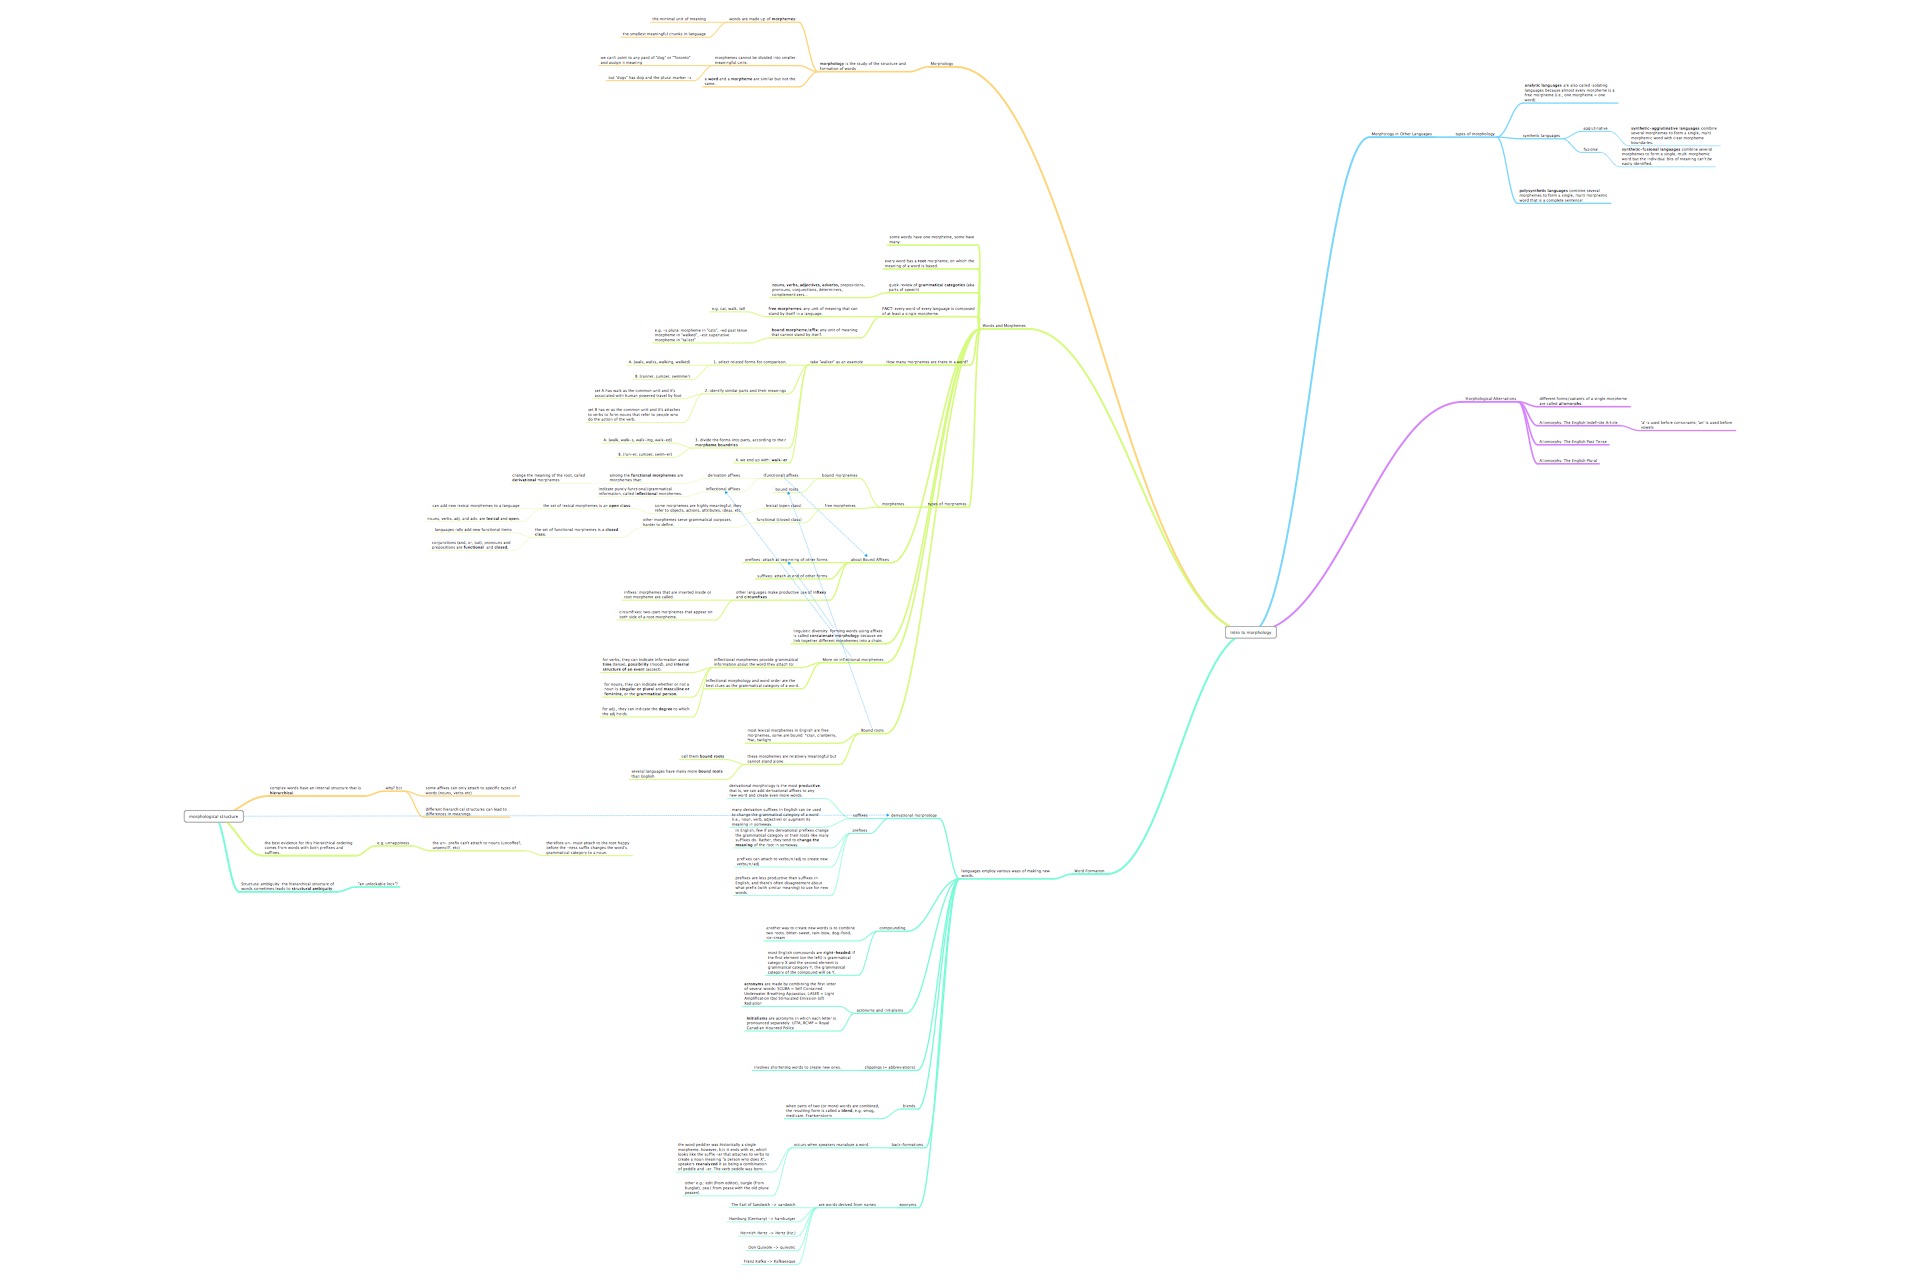 the minimal unit of meaning
words are made up of morphemes
the smallest meaningful chunks in language
we can't point to any pard of "dog" or "Toronto"
and assign it meaning
morphemes cannot be divided into smaller
meaningful units.
but "dogs" has dog and the plural marker -s
a word and a morpheme are similar but not the
same.
morphology is the study of the structure and
formation of words
Morphology
analytic languages are also called isolating
languages because almost every morpheme is a
free morpheme (i.e., one morpheme = one
word)
Morphology in Other Languages
types of morphology
synthetic languages
agglutinative
synthetic-agglutinative languages combine
several morphemes to form a single, multi
morphemic word with clear morpheme
boundaries.
fusional
synthetic-fusional languages combine several
morphemes to form a single, multi morphemic
word but the individual bits of meaning can't be
easily identified.
polysynthetic languages combine several
morphemes to form a single, multi morphemic
word that is a complete sentence!
some words have one morpheme, some have
many.
every word has a root morpheme, on which the
meaning of a word is based.
nouns, verbs, adjectives, adverbs, prepositions,
pronouns, conjunctions, determiners,
complementizers...
quick review of grammatical categories (aka
parts of speech)
e.g. cat, walk, tall
free morphemes: any unit of meaning that can
stand by itself in a language.
FACT: every word of every language is composed
of at least a single morpheme.
e.g. -s plural morpheme in "cats", -ed past tense
morpheme in "walked", -est superlative
morpheme in "tallest"
bound morpheme/affix: any unit of meaning
that cannot stand by itself.
Words and Morphemes
A. (walk, walks, walking, walked)
1. select related forms for comparison.
take "walker" as an example
How many morphemes are there in a word?
B. (runner, jumper, swimmer)
set A has walk as the common unit and it's
associated with human powered travel by foot
2. identify similar parts and their meanings
set B has er as the common unit and it's attaches
to verbs to form nouns that refer to people who
do the action of the verb.
A. (walk, walk-s, walk-ing, walk-ed)
3. divide the forms into parts, according to their
morpheme boundries
B. (run-er, jumper, swim-er)
4. we end up with: walk-er
change the meaning of the root, called
derivational morphemes
among the functional morphemes are
morphemes that:
derivation affixes
(functional) affixes
bound morphemes
indicate purely functional/grammatical
information, called inflectional morphemes.
inflectional affixes
bound roots
can add new lexical morphemes to a language
the set of lexical morphemes is an open class.
some morphemes are highly meaningful; they
refer to objects, actions, attributes, ideas, etc.
lexical (open class)
free morphemes
morphemes
types of morphemes
nouns, verbs, adj. and adv. are lexical and open.
languages rally add new functional items
the set of functional morphemes is a closed
class.
other morphemes serve grammatical purposes,
harder to define.
functional (closed class)
conjunctions (and, or, but), pronouns and
prepositions are functional and closed.
prefixes: attach at beginning of other forms
about Bound Affixes
suffixes: attach at end of other forms
infixes: morphemes that are inverted inside or
root morpheme are called
other languages make productive use of infixes
and circumfixes
circumfixes: two-part morphemes that appear on
both side of a root morpheme.
linguistic diversity: forming words using affixes
is called concatenate morphology because we
link together different morphemes into a chain.
for verbs, they can indicate information about
time (tense), possibility (mood), and internal
structure of an event (aspect).
inflectional morphemes provide grammatical
information about the word they attach to:
More on inflectional morphemes
for nouns, they can indicate whether or not a
noun is singular or plural and masculine or
feminine, or the grammatical person.
inflectional morphology and word order are the
best clues as the grammatical category of a word.
for adj., they can indicate the degree to which
the adj holds.
most lexical morphemes in English are free
morphemes, some are bound: *clair, cranberry,
*twi, twilight
Bound roots
call them bound roots
these morphemes are relatively meaningful but
cannot stand alone
several languages have many more bound roots
than English
Morphological Alternations
different forms/variants of a single morpheme
are called allomorphs.
Allomorphy: The English Indefinite Article
'a' is used before consonants; 'an' is used before
vowels
Allomorphy: The English Past Tense
Allomorphy: The English Plural
Intro to morphology
morphological structure
complex words have an internal structure that is
hierarchical
why? b/c
some affixes can only attach to specific types of
words (nouns, verbs etc)
different hierarchical structures can lead to
differences in meanings.
the best evidence for this hierarchical ordering
comes from words with both prefixes and
suffixes.
e.g. unhappiness
the un- prefix can't attach to nouns (uncoffee?,
unpencil?, etc)
therefore un- must attach to the root happy
before the -ness suffix changes the word's
grammatical category to a noun.
Structural ambiguity: the hierarchical structure of
words sometimes leads to structural ambiguity
"an unlockable lock"?
derivational morphology is the most productive;
that is, we can add derivational affixes to any
new word and create even more words.
many derivation suffixes in English can be used
to change the grammatical category of a word
(i.e., noun, verb, adjective) or augment its
meaning in someway.
suffixes
derivational morphology
In English, few if any derivational prefixes change
the grammatical category or their roots like many
suffixes do. Rather, they tend to change the
meaning of the root in someway.
prefixes
prefixes can attach to verbs/n/adj to create new
verbs/n/adj
prefixes are less productive than suffixes in
English, and there's often disagreement about
what prefix (with similar meaning) to use for new
words.
languages employ various ways of making new
words.
Word Formation
another way to create new words is to combine
two roots, bitter-sweet, rain-bow, dog-food,
ice-cream
compounding
most English compounds are right-headed: if
the first element (on the left) is grammatical
category X and the second element is
grammatical category Y, the grammatical
category of the compound will be Y.
acronyms are made by combining the first letter
of several words: SCUBA = Self Contained
Underwater Breathing Apparatus; LASER = Light
Amplification (by) Stimulated Emission (of)
Radiation
acronyms and initialisms
Initialisms are acronyms in which each letter is
pronounced separately: UTM, RCMP = Royal
Canadian Mounted Police
involves shortening words to create new ones.
clippings (= abbreviations)
when parts of two (or more) words are combined,
the resulting form is called a blend, e.g. smog,
medicare, Frankenstorm
blends
the word peddler was historically a single
morpheme, however, b/c it ends with er, which
looks like the suffix -er that attaches to verbs to
create a noun meaning "a person who does X",
speakers reanalyzed it as being a combination
of peddle and -er. The verb peddle was born.
occurs when speakers reanalyze a word.
back-formations
other e.g.: edit (from editor), burgle (from
burglar), pea ( from pease with the old plural
peasen)
The Earl of Sandwich -> sandwich
are words derived from names
eponyms
Hamburg (Germany) -> hamburger
Heinrich Hertz -> Hertz (Hz.)
Don Quixote -> quixotic
Franz Kafka -> Kafkaesque